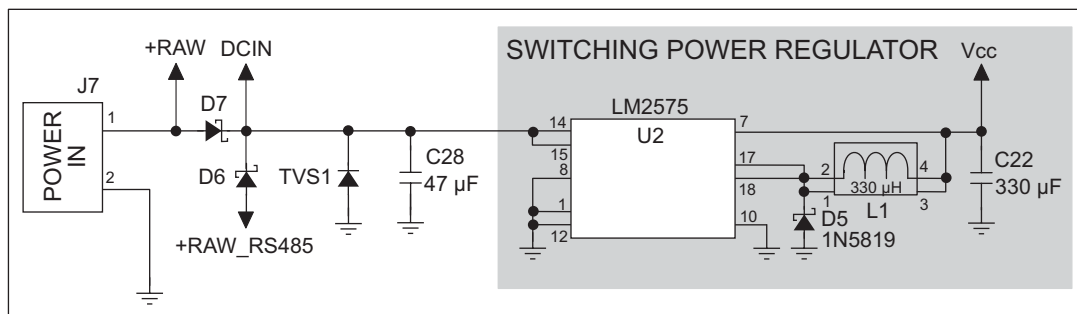 SWITCHING POWER REGULATOR
+RAW DCIN
Vcc
J7
D7
LM2575
U2
POWER
IN
1
2
D6
+RAW_RS485
TVS1
C28
47 µF
14
15
8
1
12
7
17
18
10
2
4
330 µH
1
3
L1
D5
1N5819
C22
330 µF